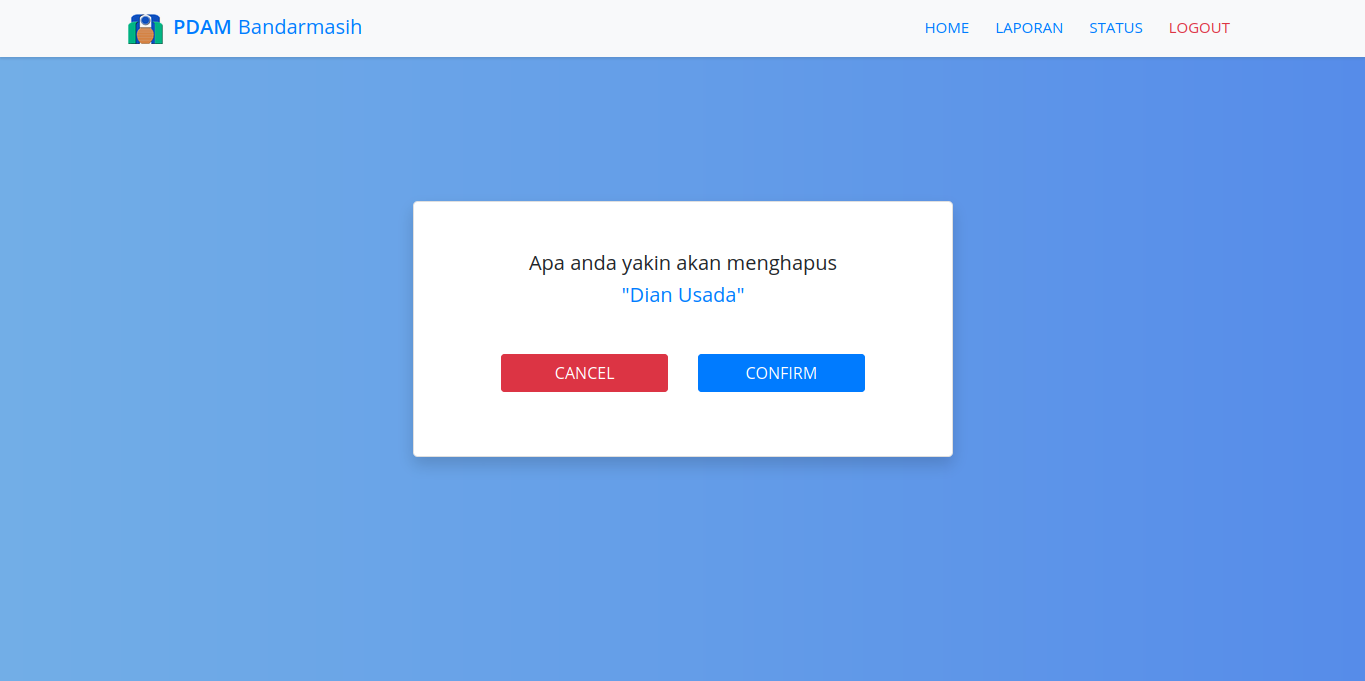 PDAM Bandarmasih
HOME LAPORAN STATUS LOGOUT
Apa anda yakin akan menghapus
"Dian Usada"
CANCEL CONFIRM